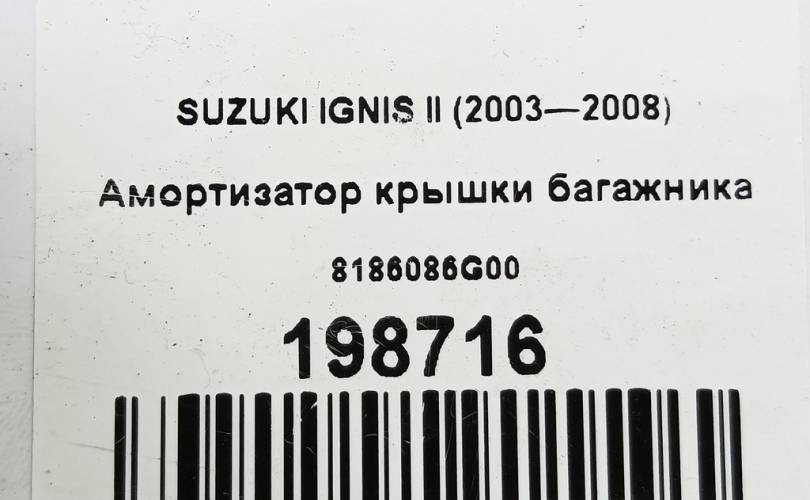 SUZUKI IGNIS II (2003—2008)
Амортизатор крышки багажника
8186086G00
198716